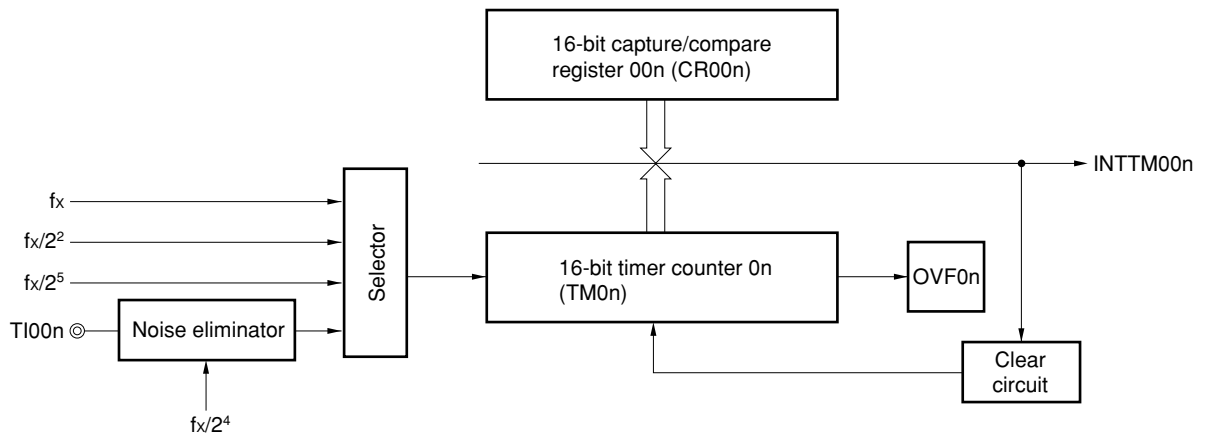 16-bit capture/compare
register 00n (CR00n)
INTTM00n
fx
fx/2²
fx/2⁵
TI00n
Noise eliminator
fx/2⁴
Selector
16-bit timer counter 0n
(TM0n)
OVF0n
Clear
circuit